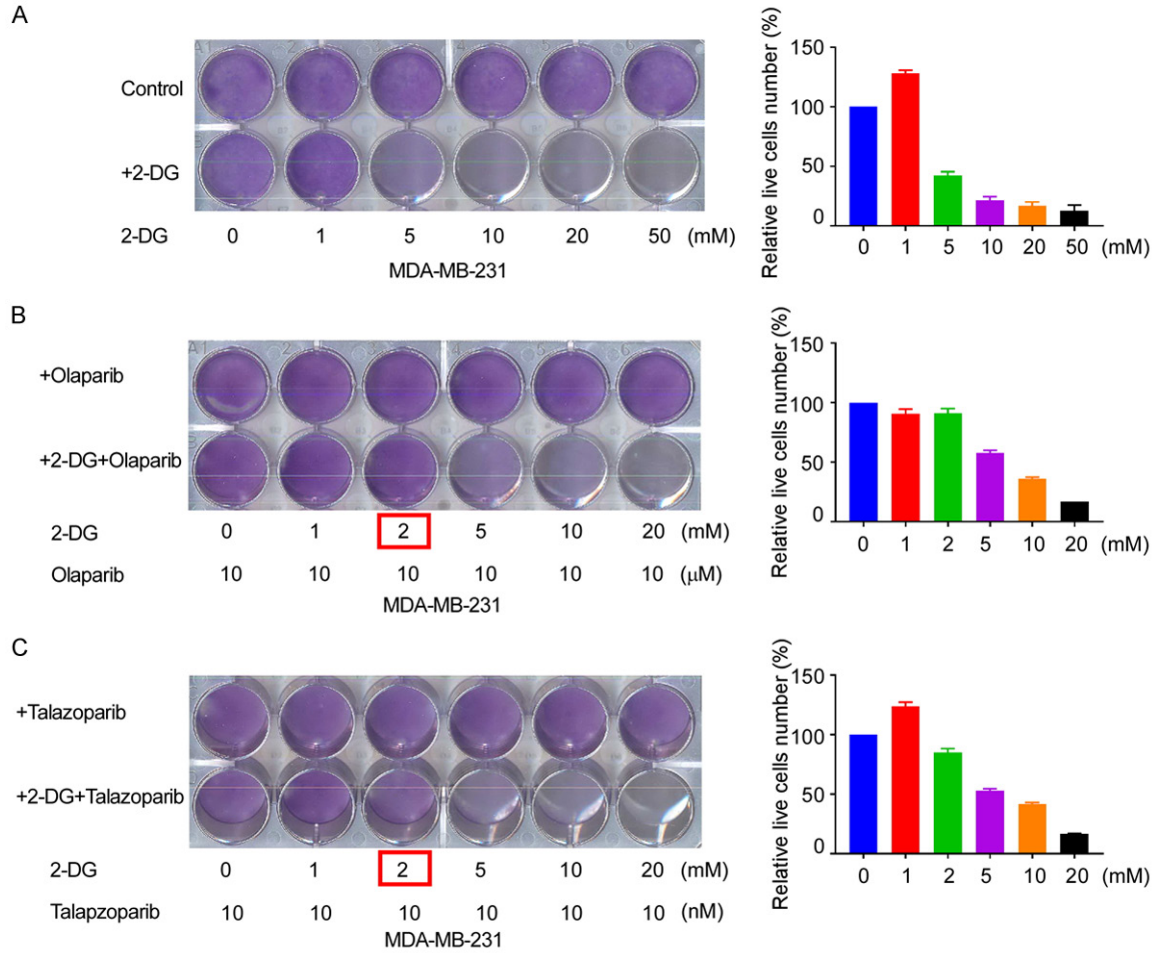 A
Control
+2-DG
2-DG 0 1 5 10 20 50 (mM)
MDA-MB-231
Relative live cells number (%)
150
100
50
0
0 1 5 10 20 50 (mM)
B
+Olaparib
+2-DG+Olaparib
2-DG 0 1 2 5 10 20 (mM)
Olaparib 10 10 10 10 10 10 (μM)
MDA-MB-231
Relative live cells number (%)
150
100
50
0
0 1 2 5 10 20 (mM)
C
+Talazoparib
+2-DG+Talazoparib
2-DG 0 1 2 5 10 20 (mM)
Talapzoparib 10 10 10 10 10 10 (nM)
MDA-MB-231
Relative live cells number (%)
150
100
50
0
0 1 2 5 10 20 (mM)